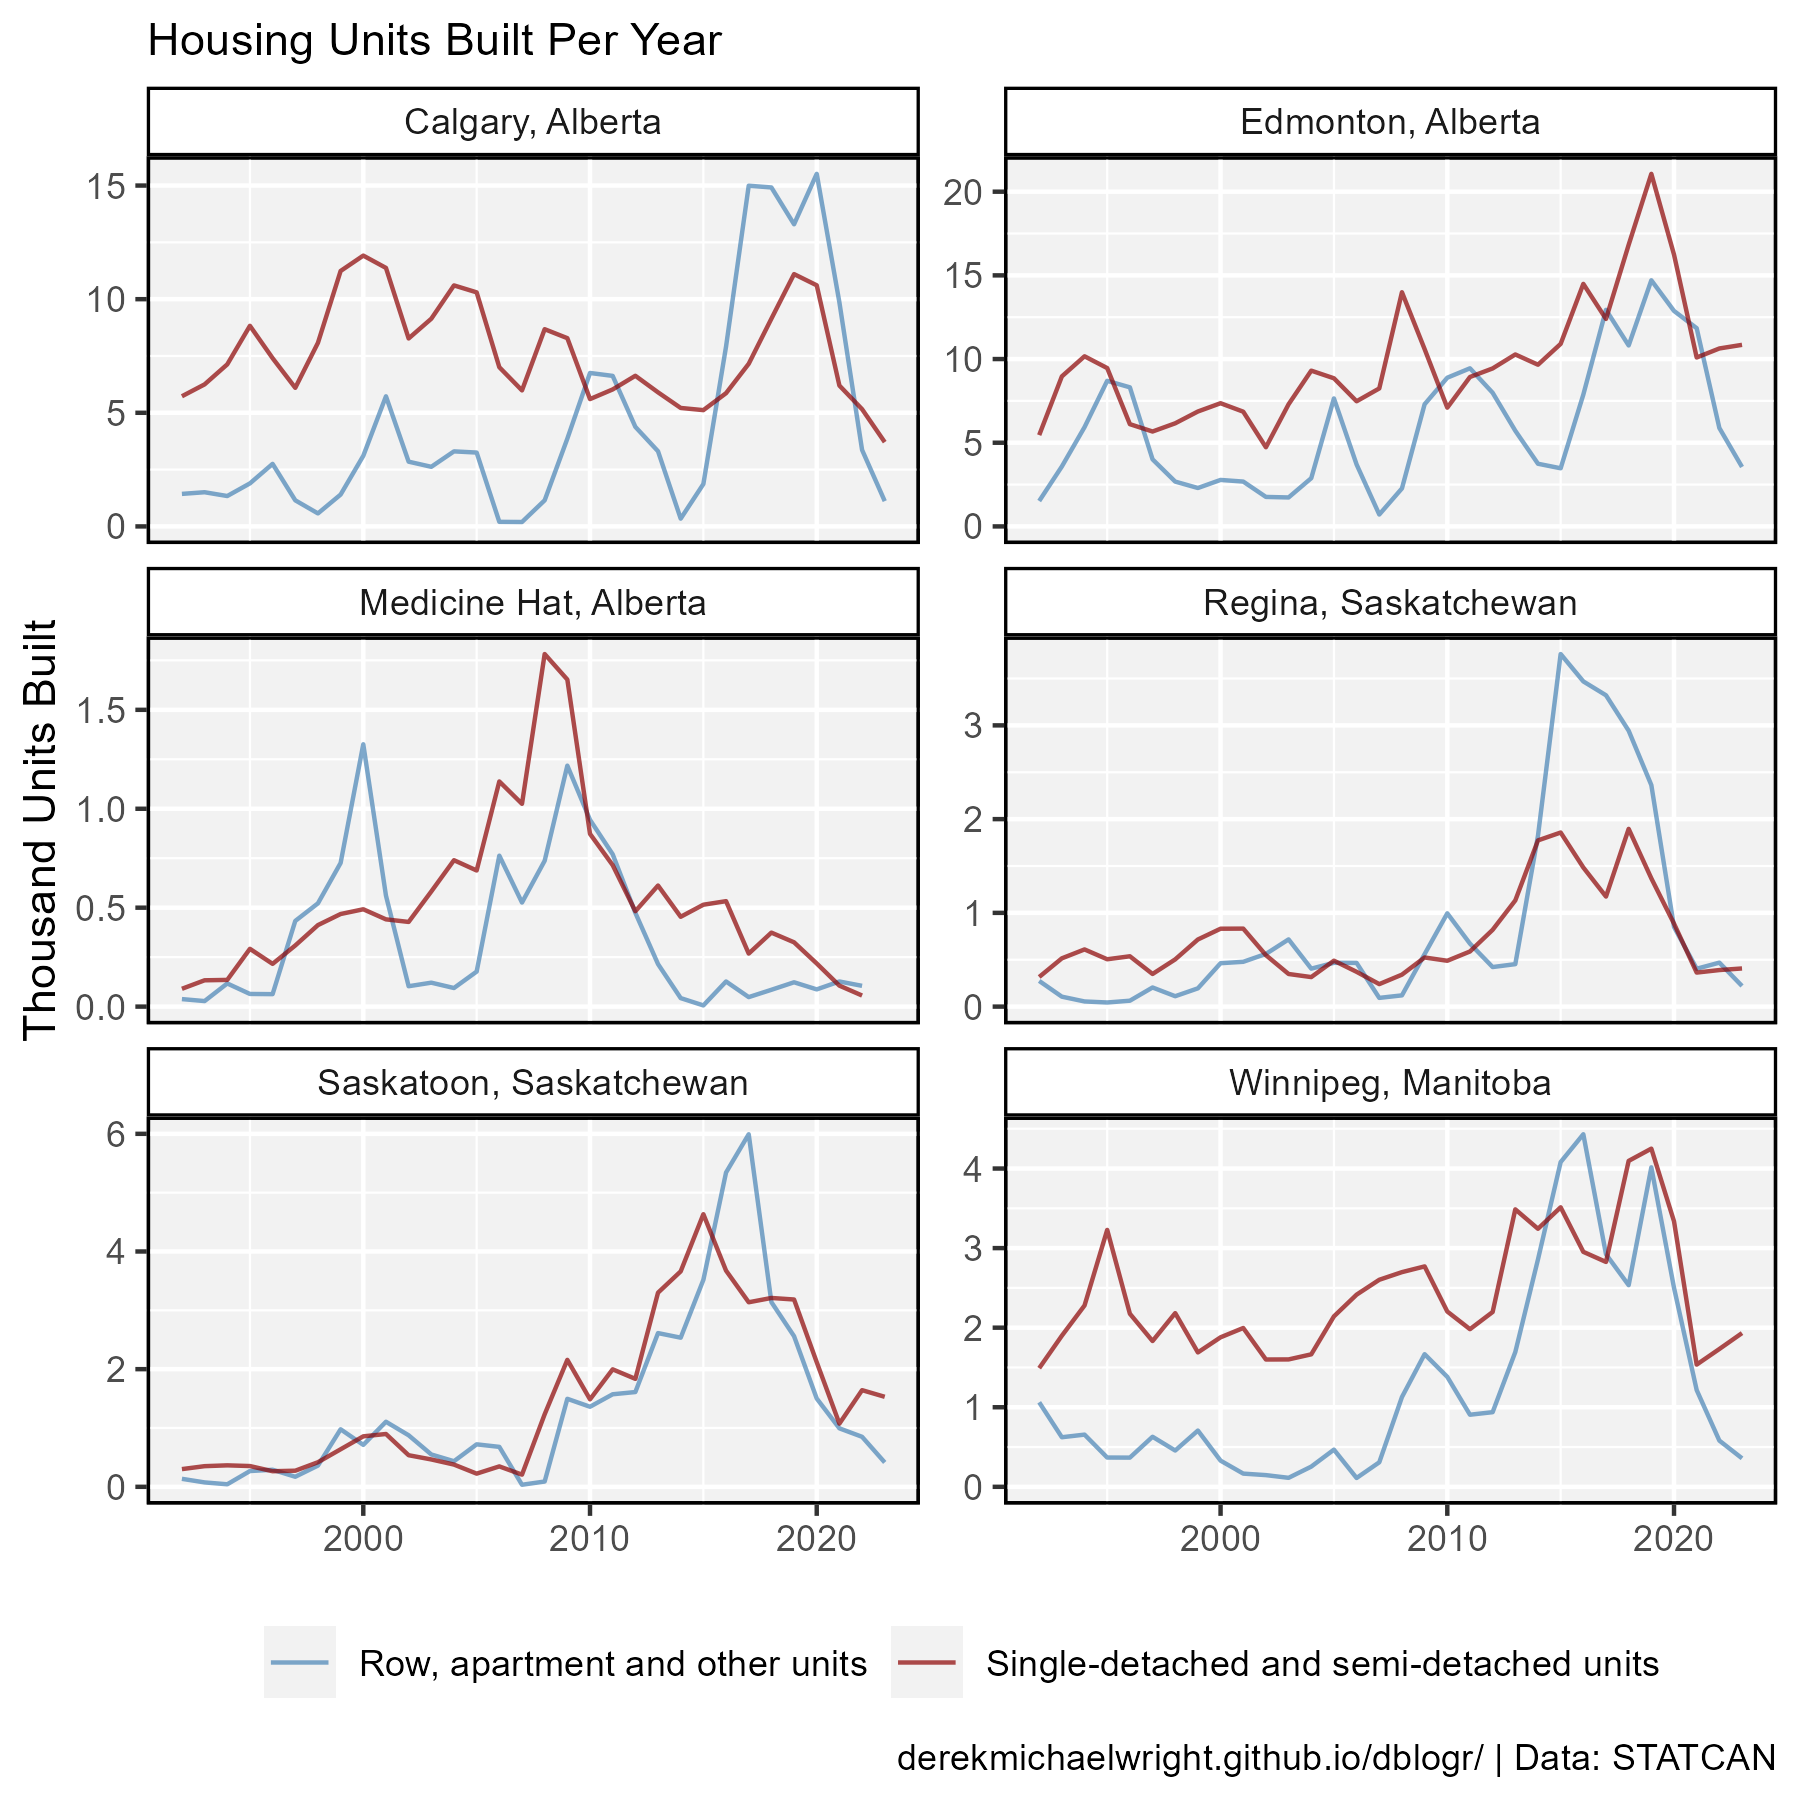 Housing Units Built Per Year
Calgary, Alberta
Edmonton, Alberta
15
10
5
0
20
15
10
5
0
Medicine Hat, Alberta
Regina, Saskatchewan
1.5
1.0
0.5
0.0
3
2
1
0
Thousand Units Built
Saskatoon, Saskatchewan
Winnipeg, Manitoba
6
4
2
0
4
3
2
1
0
2000 2010 2020
2000 2010 2020
Row, apartment and other units
Single-detached and semi-detached units
derekmichaelwright.github.io/dblogr/ | Data: STATCAN